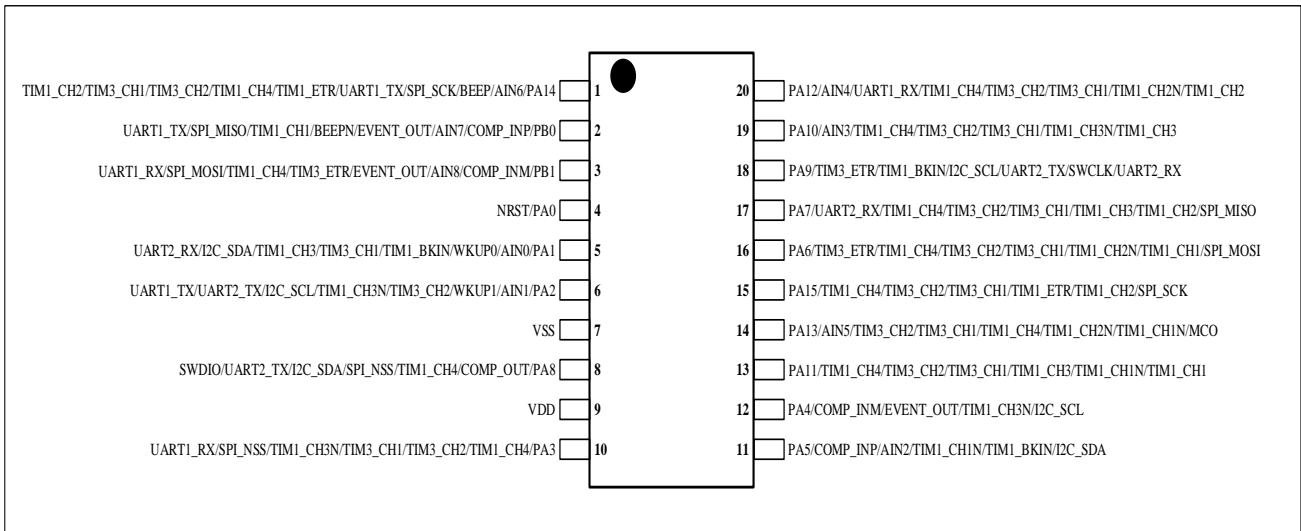 TIM1_CH2/TIM3_CH1/TIM3_CH2/TIM1_CH4/TIM1_ETR/UART1_TX/SPI_SCK/BEEP/AIN6/PA14 1 20 PA12/AIN4/UART1_RX/TIM1_CH4/TIM3_CH2/TIM3_CH1/TIM1_CH2N/TIM1_CH2
UART1_TX/SPI_MISO/TIM1_CH1/BEEPN/EVENT_OUT/AIN7/COMP_INP/PB0 2 19 PA10/AIN3/TIM1_CH4/TIM3_CH2/TIM3_CH1/TIM1_CH3N/TIM1_CH3
UART1_RX/SPI_MOSI/TIM1_CH4/TIM3_ETR/EVENT_OUT/AIN8/COMP_INM/PB1 3 18 PA9/TIM3_ETR/TIM1_BKIN/I2C_SCL/UART2_TX/SWCLK/UART2_RX
NRST/PA0 4 17 PA7/UART2_RX/TIM1_CH4/TIM3_CH2/TIM3_CH1/TIM1_CH3/TIM1_CH2/SPI_MISO
UART2_RX/I2C_SDA/TIM1_CH3/TIM3_CH1/TIM1_BKIN/WKUP0/AIN0/PA1 5 16 PA6/TIM3_ETR/TIM1_CH4/TIM3_CH2/TIM3_CH1/TIM1_CH2N/TIM1_CH1/SPI_MOSI
UART1_TX/UART2_TX/I2C_SCL/TIM1_CH3N/TIM3_CH2/WKUP1/AIN1/PA2 6 15 PA15/TIM1_CH4/TIM3_CH2/TIM3_CH1/TIM1_ETR/TIM1_CH2/SPI_SCK
VSS 7 14 PA13/AIN5/TIM3_CH2/TIM3_CH1/TIM1_CH4/TIM1_CH2N/TIM1_CH1N/MCO
SWDIO/UART2_TX/I2C_SDA/SPI_NSS/TIM1_CH4/COMP_OUT/PA8 8 13 PA11/TIM1_CH4/TIM3_CH2/TIM3_CH1/TIM1_CH3/TIM1_CH1N/TIM1_CH1
VDD 9 12 PA4/COMP_INM/EVENT_OUT/TIM1_CH3N/I2C_SCL
UART1_RX/SPI_NSS/TIM1_CH3N/TIM3_CH1/TIM3_CH2/TIM1_CH4/PA3 10 11 PA5/COMP_INP/AIN2/TIM1_CH1N/TIM1_BKIN/I2C_SDA